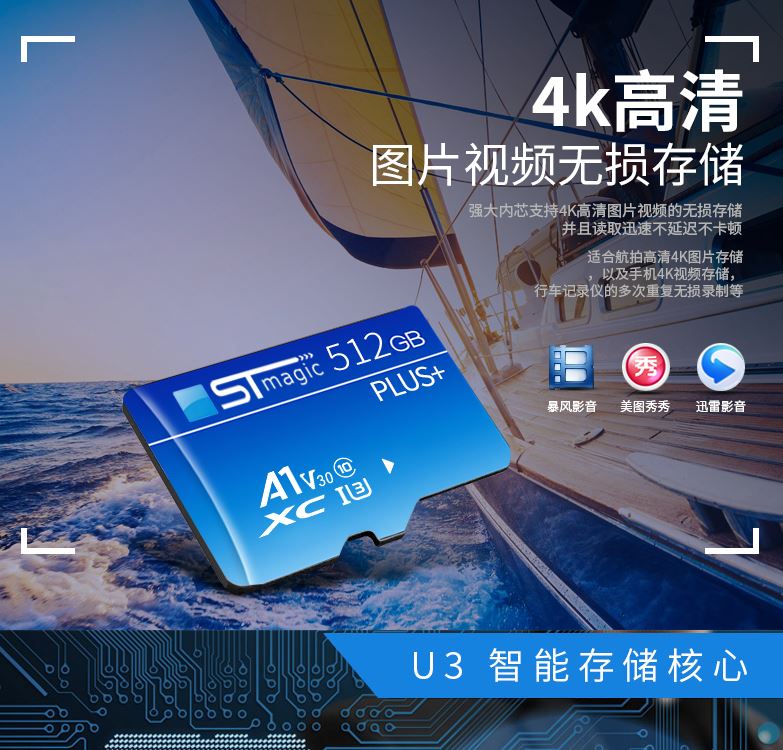 4k高清
图片视频无损存储
强大内芯支持4K高清图片视频的无损存储
并且读取迅速不延迟不卡顿
适合航拍高清4K图片存储
，以及手机4K视频存储，
行车记录仪的多次重复无损录制等
秀
暴风影音 美图秀秀 迅雷影音
STmagic 512GB
PLUS+
A1 V30 10
XC I 3
U3 智能存储核心